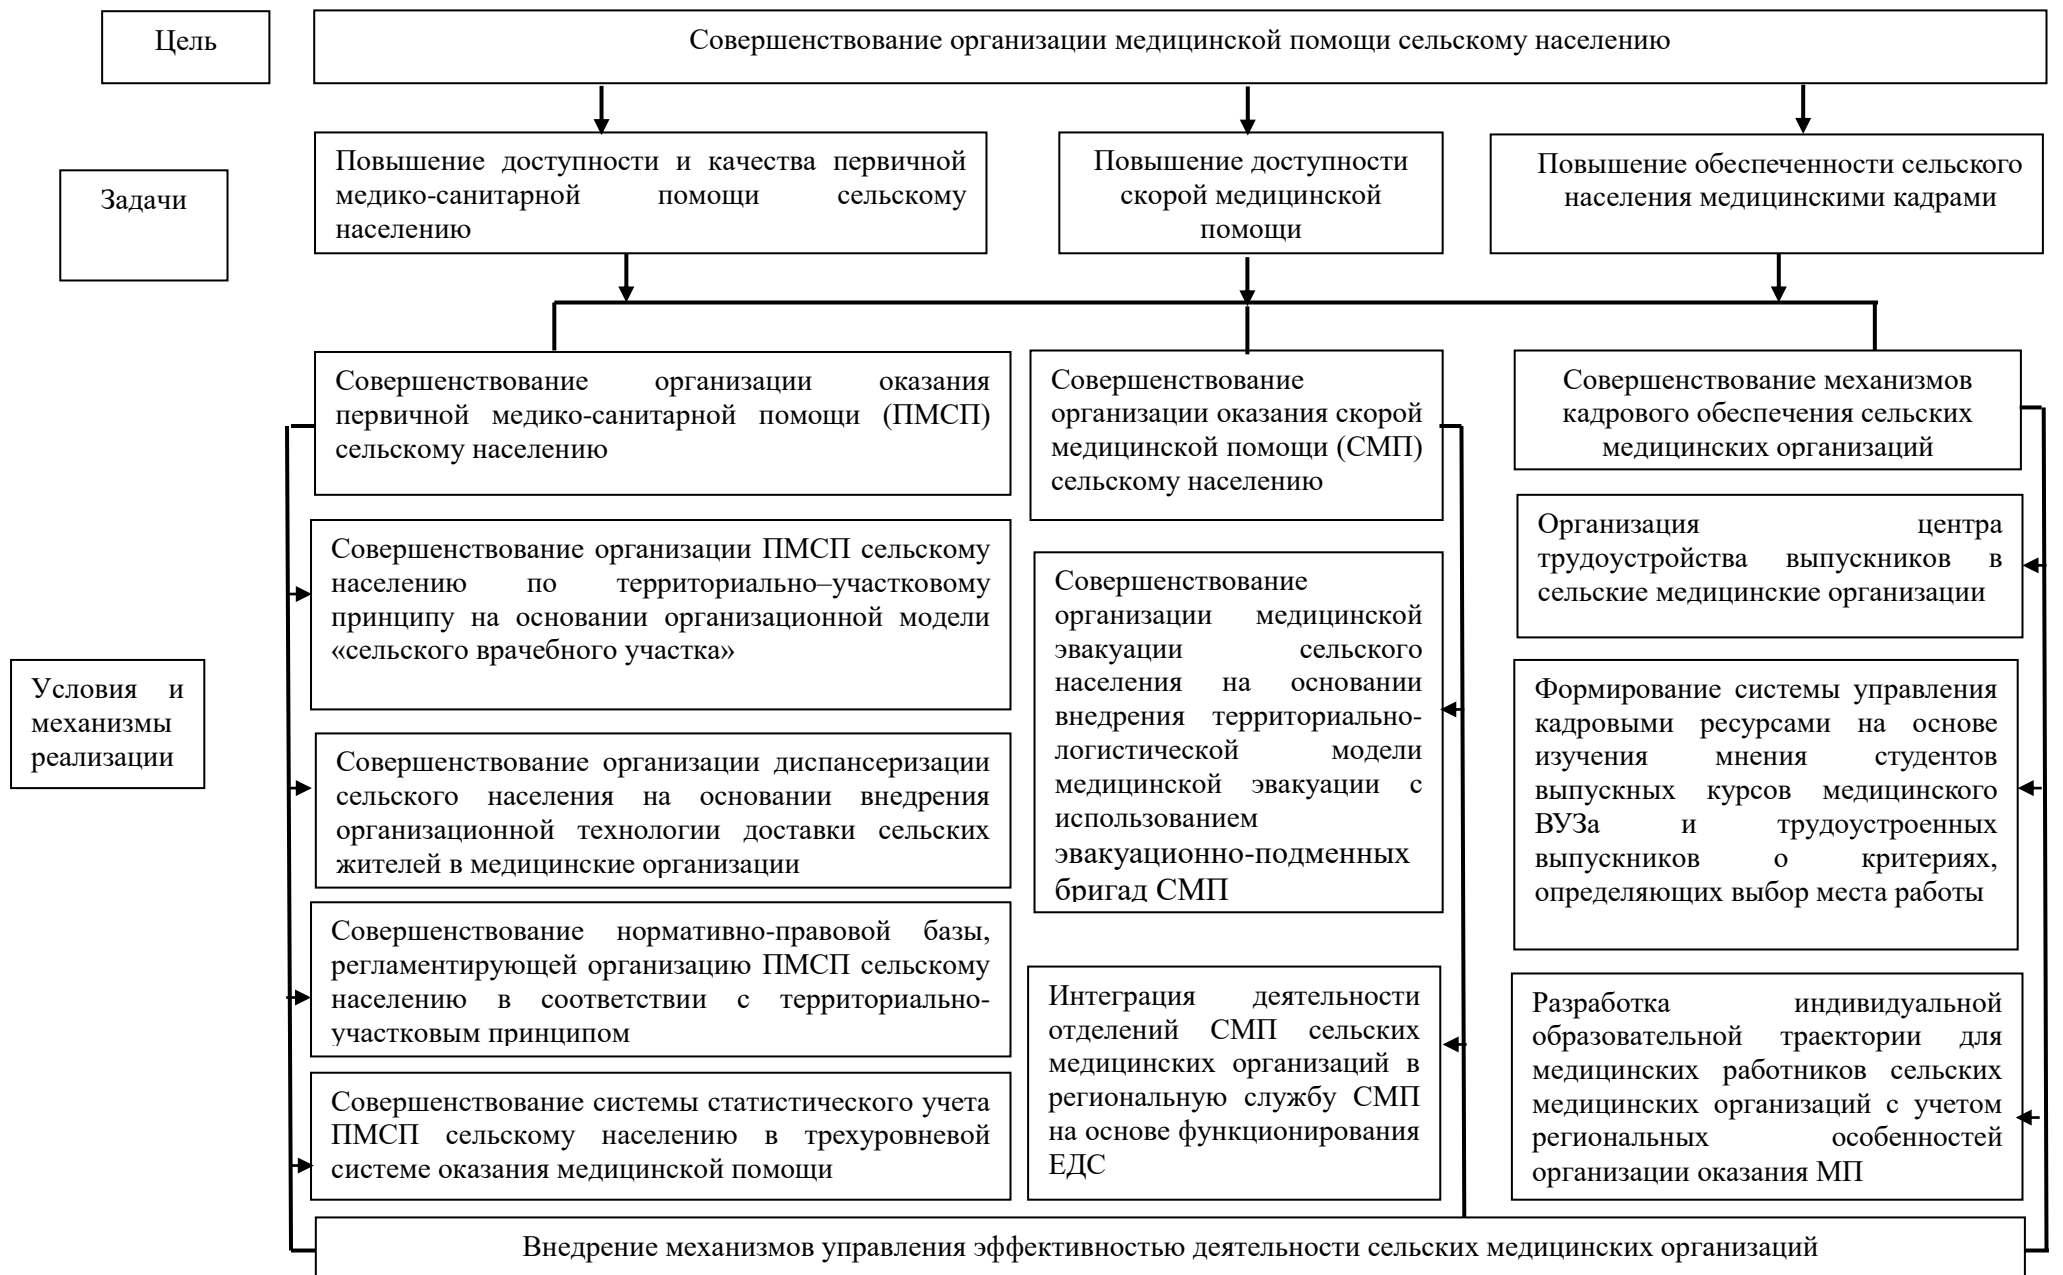 Цель
Совершенствование организации медицинской помощи сельскому населению
Задачи
Повышение доступности и качества первичной
медико-санитарной помощи сельскому
населению
Повышение доступности
скорой медицинской
помощи
Повышение обеспеченности сельского
населения медицинскими кадрами
Условия и
механизмы
реализации
Совершенствование организации оказания
первичной медико-санитарной помощи (ПМСП)
сельскому населению
Совершенствование организации ПМСП сельскому
населению по территориально–участковому
принципу на основании организационной модели
«сельского врачебного участка»
Совершенствование организации диспансеризации
сельского населения на основании внедрения
организационной технологии доставки сельских
жителей в медицинские организации
Совершенствование нормативно-правовой базы,
регламентирующей организацию ПМСП сельскому
населению в соответствии с территориально-
участковым принципом
Совершенствование системы статистического учета
ПМСП сельскому населению в трехуровневой
системе оказания медицинской помощи
Совершенствование
организации оказания скорой
медицинской помощи (СМП)
сельскому населению
Совершенствование
организации медицинской
эвакуации сельского
населения на основании
внедрения территориально-
логистической модели
медицинской эвакуации с
использованием
эвакуационно-подменных
бригад СМП
Интеграция деятельности
отделений СМП сельских
медицинских организаций в
региональную службу СМП
на основе функционирования
ЕДС
Совершенствование механизмов
кадрового обеспечения сельских
медицинских организаций
Организация центра
трудоустройства выпускников в
сельские медицинские организации
Формирование системы управления
кадровыми ресурсами на основе
изучения мнения студентов
выпускных курсов медицинского
ВУЗа и трудоустроенных
выпускников о критериях,
определяющих выбор места работы
Разработка индивидуальной
образовательной траектории для
медицинских работников сельских
медицинских организаций с учетом
региональных особенностей
организации оказания МП
Внедрение механизмов управления эффективностью деятельности сельских медицинских организаций